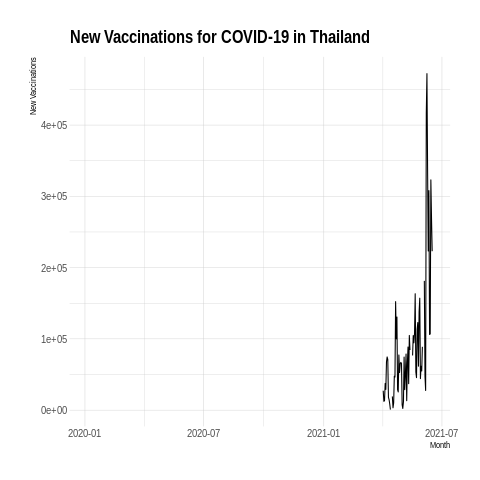 New Vaccinations for COVID-19 in Thailand
New Vaccinations
4e+05
3e+05
2e+05
1e+05
0e+00
2020-01 2020-07 2021-01 2021-07
Month